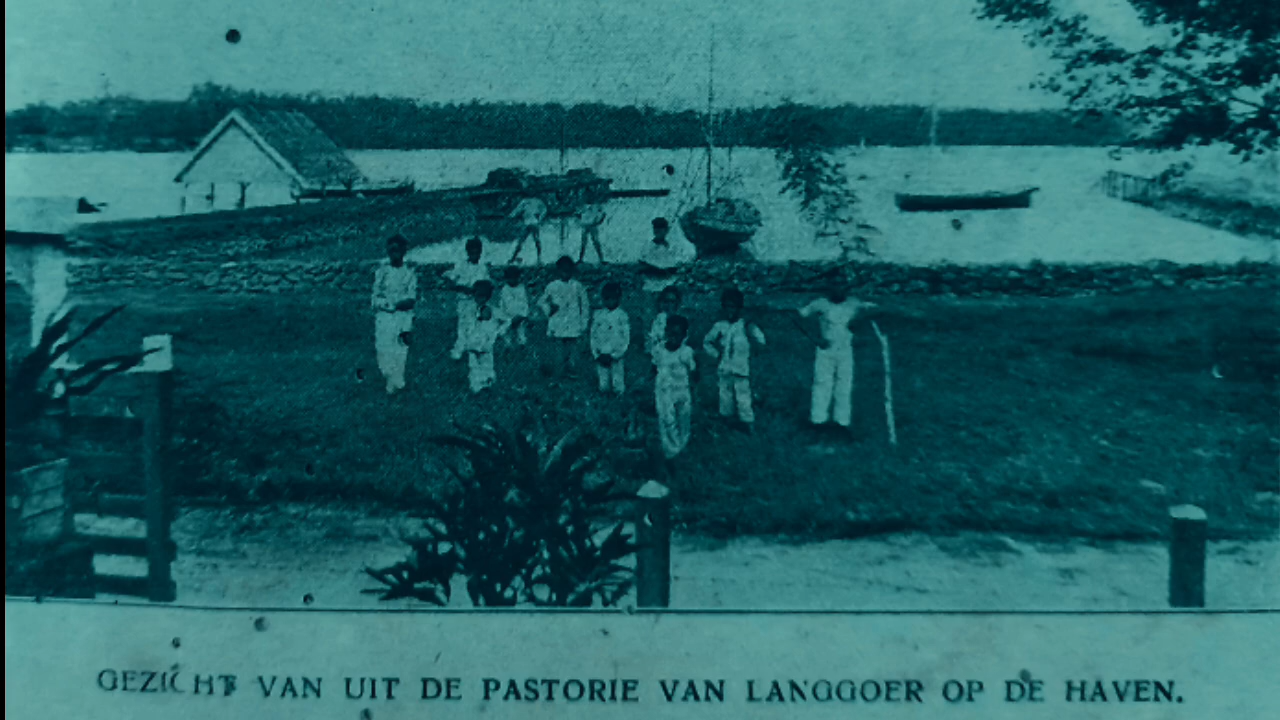 GEZICHT VAN UIT DE PASTORIE VAN LANGGOER OP DE HAVEN.